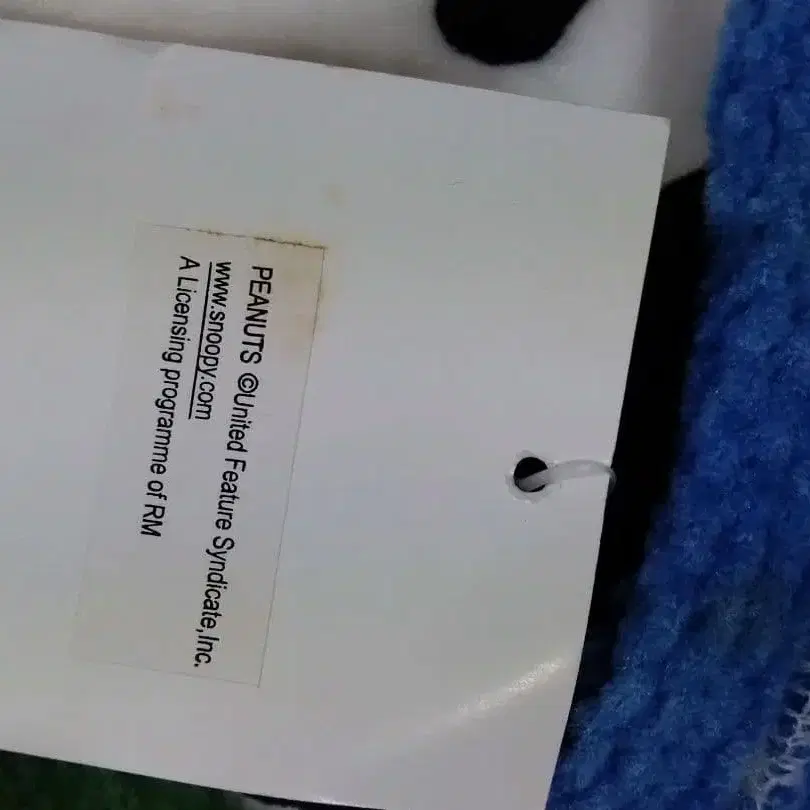 PEANUTS ©United Feature Syndicate,Inc.
www.snoopy.com
A Licensing programme of RM